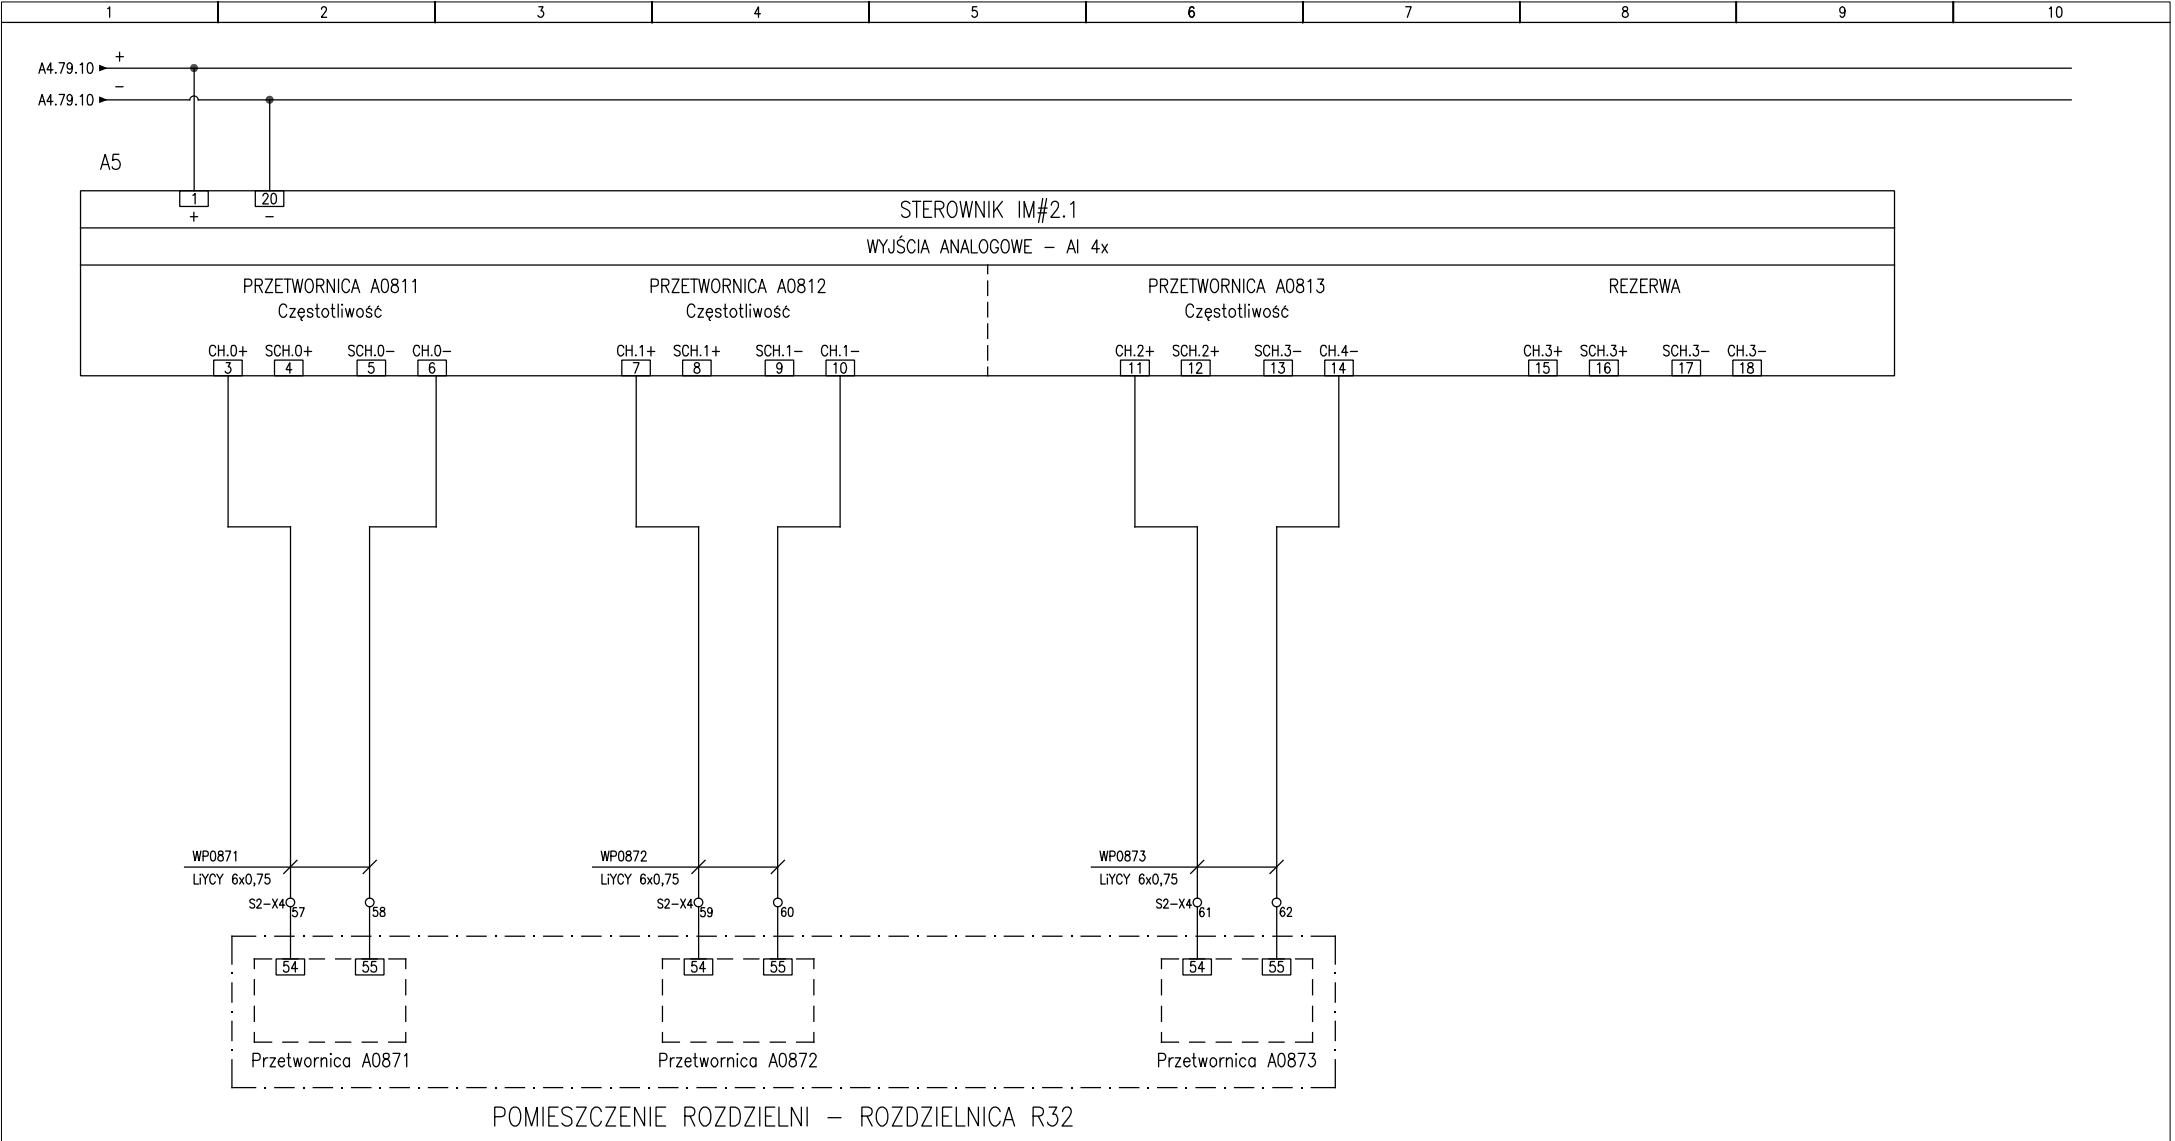 1 2 3 4 5 6 7 8 9 10
+
A4.79.10
−
A4.79.10
A5
1 20
+ −
STEROWNIK IM#2.1
WYJŚCIA ANALOGOWE − AI 4x
PRZETWORNICA A0811 PRZETWORNICA A0812 PRZETWORNICA A0813 REZERWA
Częstotliwość Częstotliwość Częstotliwość
CH.0+ SCH.0+ SCH.0− CH.0− CH.1+ SCH.1+ SCH.1− CH.1− CH.2+ SCH.2+ SCH.3− CH.4− CH.3+ SCH.3+ SCH.3− CH.3−
3 4 5 6 7 8 9 10 11 12 13 14 15 16 17 18
WP0871 WP0872 WP0873
LiYCY 6x0,75 LiYCY 6x0,75 LiYCY 6x0,75
S2−X4 57 58 S2−X4 59 60 S2−X4 61 62
54 55 54 55 54 55
Przetwornica A0871 Przetwornica A0872 Przetwornica A0873
POMIESZCZENIE ROZDZIELNI − ROZDZIELNICA R32